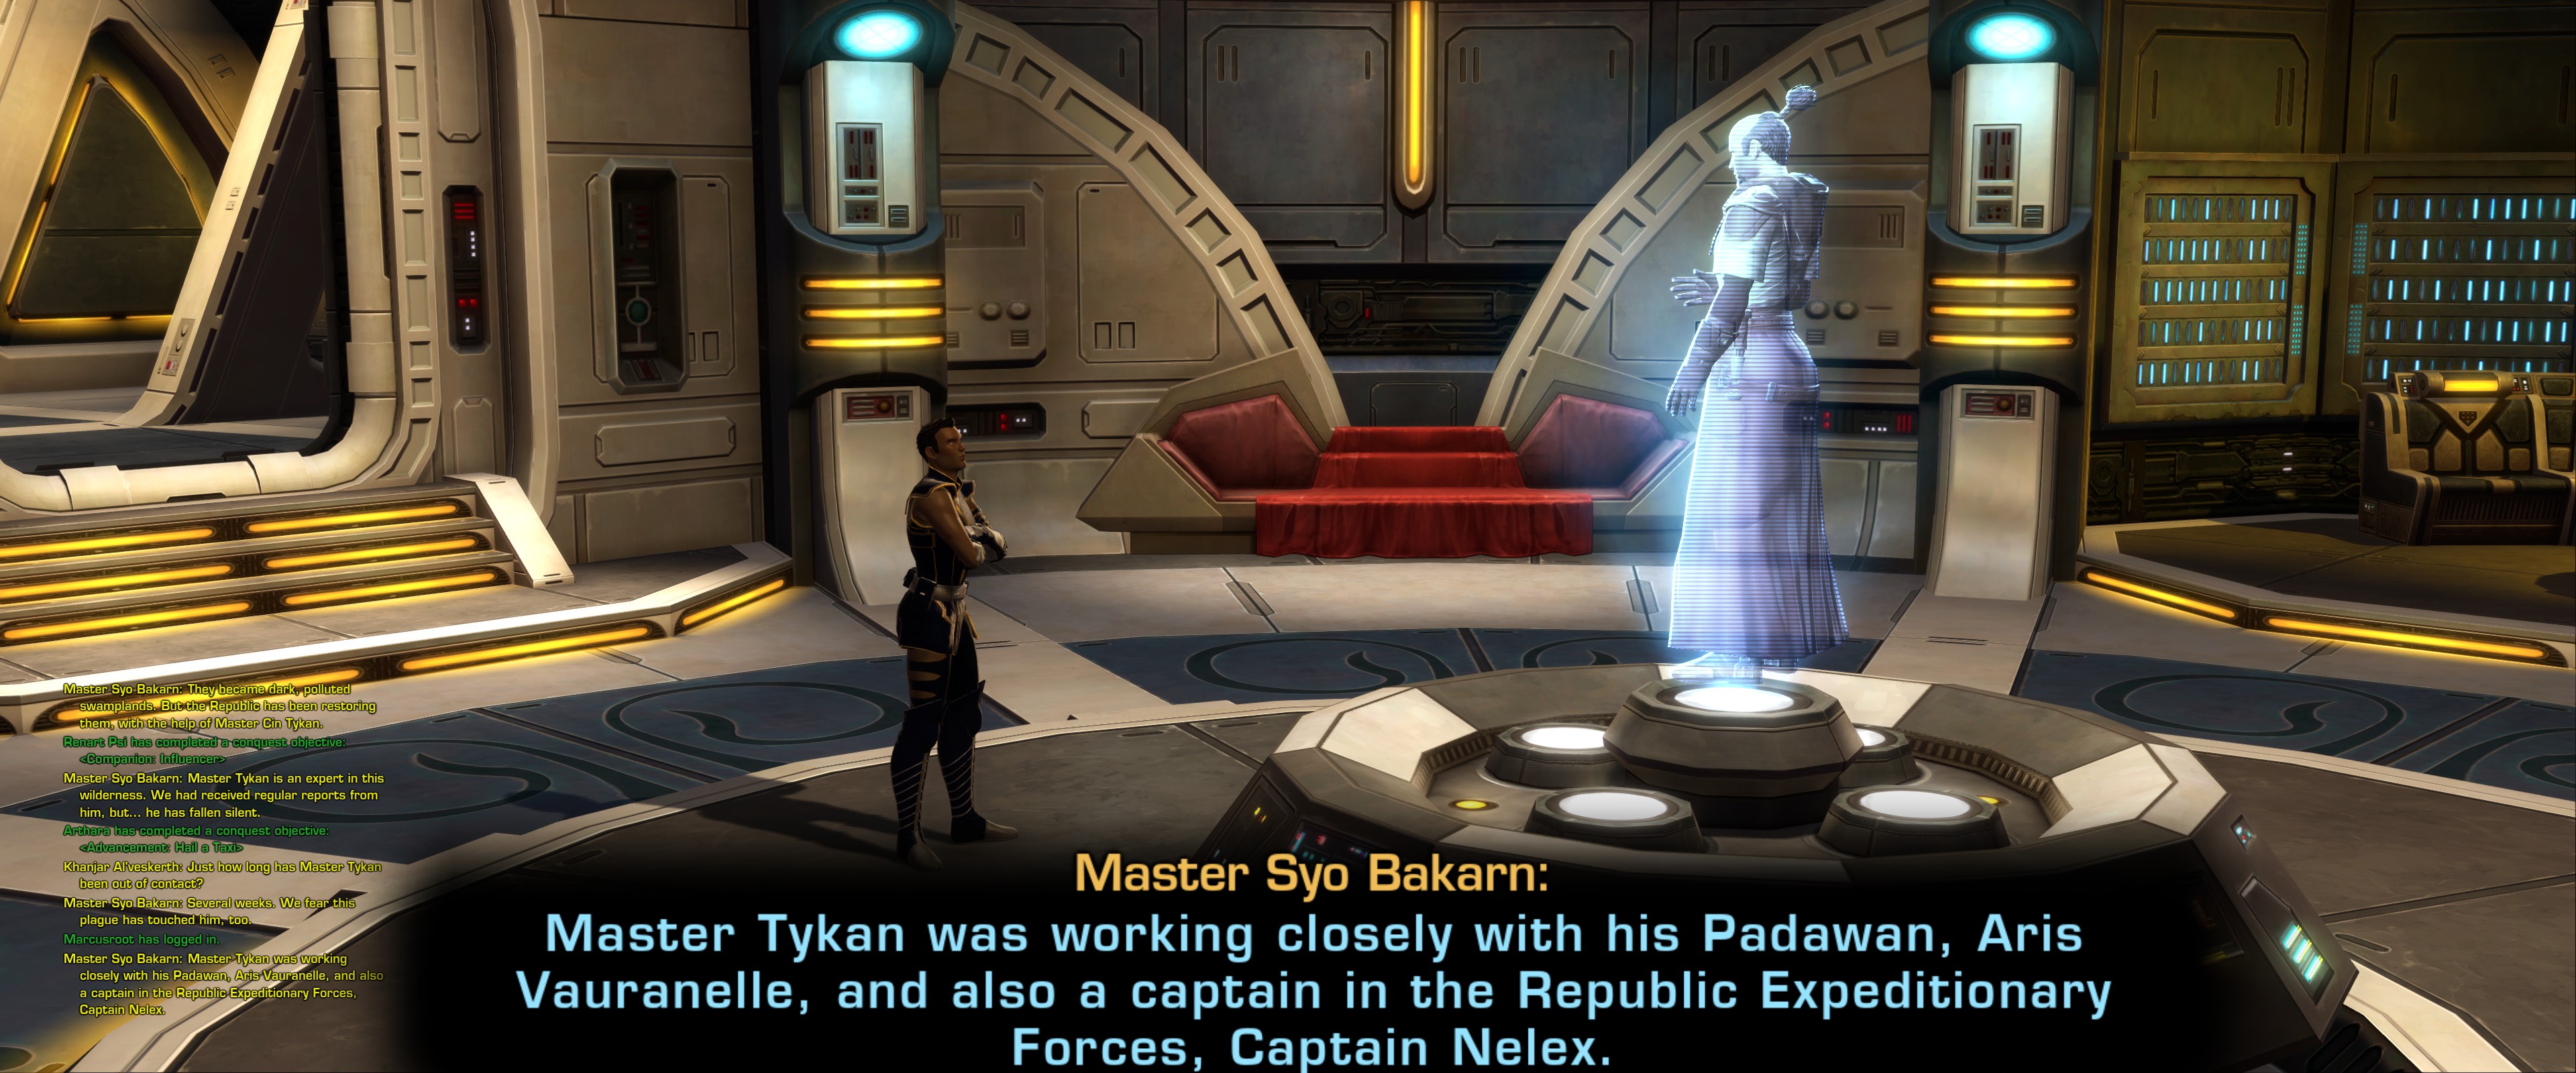 Master Syo Bakarn: They became dark, polluted
swamplands. But the Republic has been restoring
them, with the help of Master Cin Tykan.
Renart Psi has completed a conquest objective:
<Companion: Influencer>
Master Syo Bakarn: Master Tykan is an expert in this
wilderness. We had received regular reports from
him, but... he has fallen silent.
Arthara has completed a conquest objective:
<Advancement: Hail a Taxi>
Khanjar Al'veskerth: Just how long has Master Tykan
been out of contact?
Master Syo Bakarn: Several weeks. We fear this
plague has touched him, too.
Marcusroot has logged in.
Master Syo Bakarn: Master Tykan was working
closely with his Padawan, Aris Vauranelle, and also
a captain in the Republic Expeditionary Forces,
Captain Nelex.
Master Syo Bakarn:
Master Tykan was working closely with his Padawan, Aris
Vauranelle, and also a captain in the Republic Expeditionary
Forces, Captain Nelex.